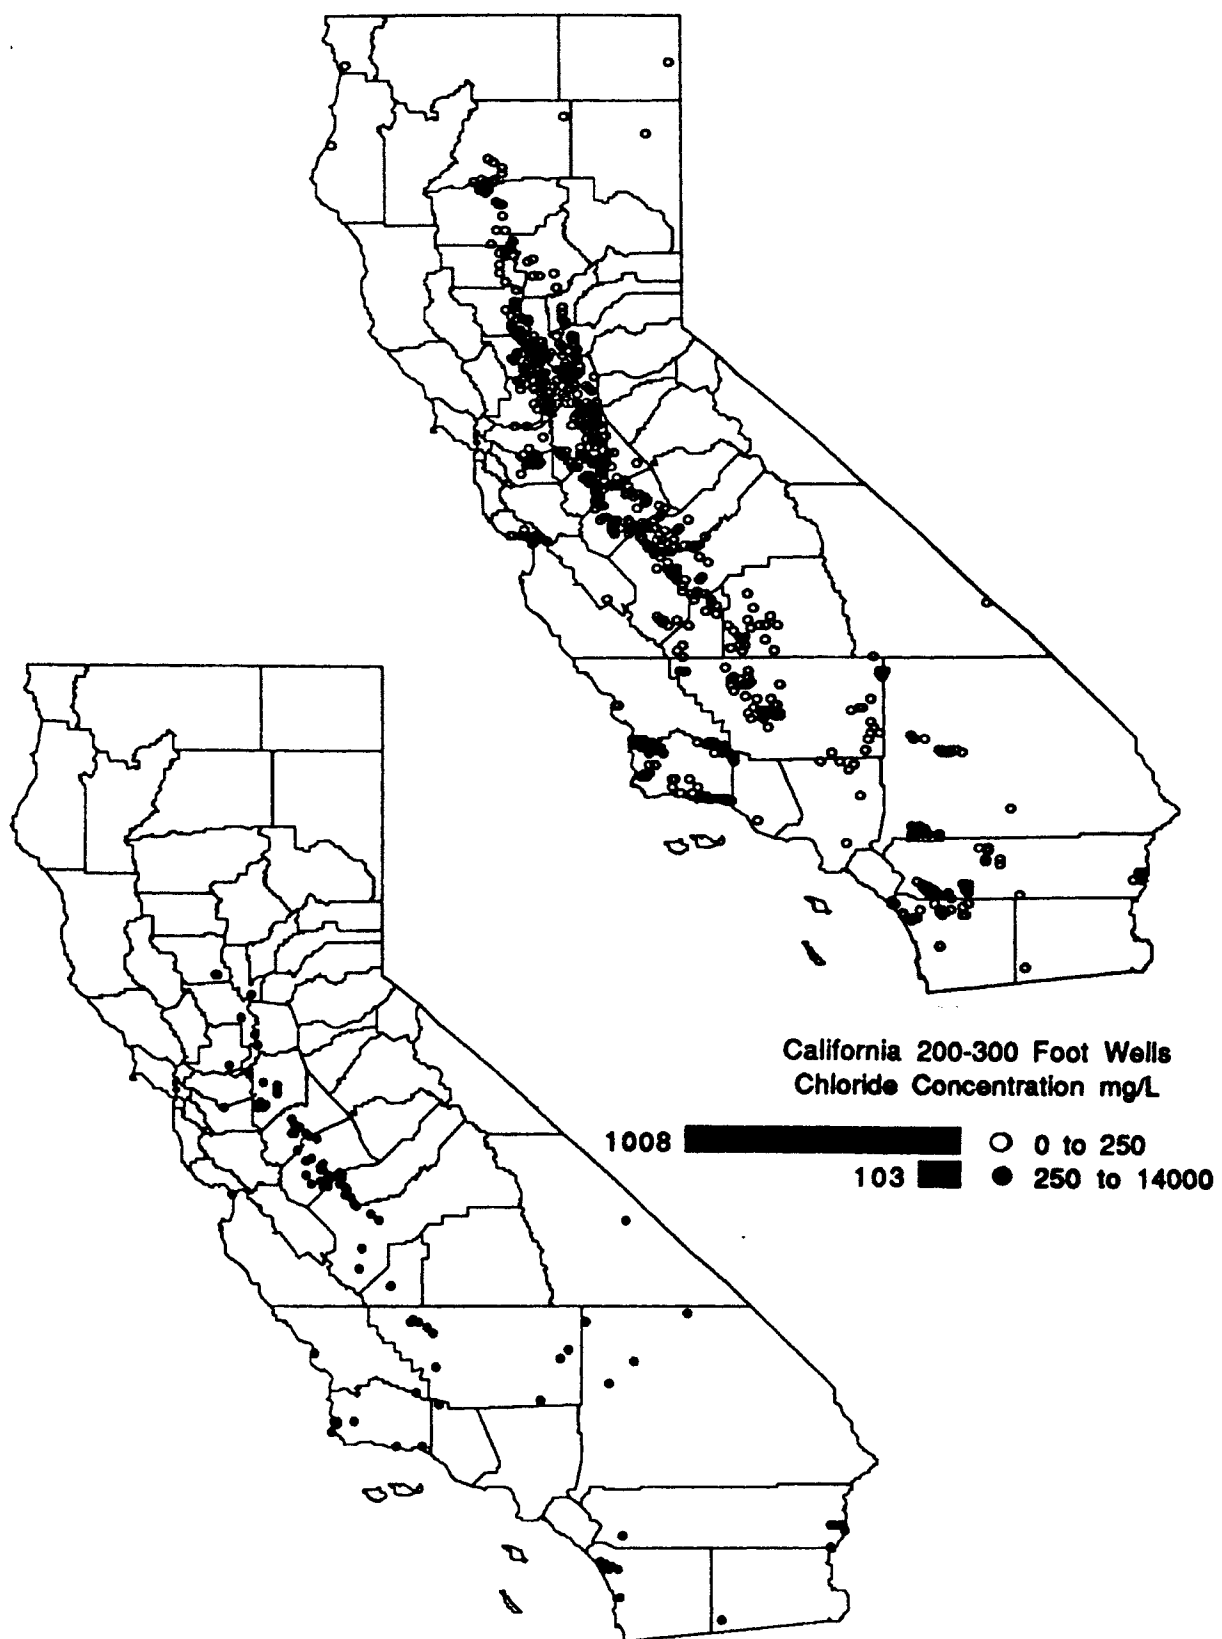 California 200-300 Foot Wells
Chloride Concentration mg/L
1008 0 to 250
103 250 to 14000